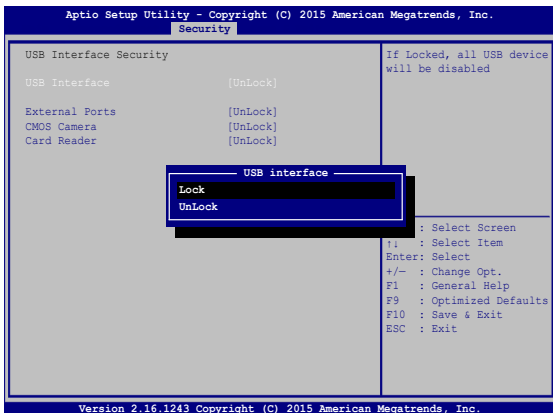 Aptio Setup Utility - Copyright (C) 2015 American Megatrends, Inc.
Security
USB Interface Security
USB Interface [UnLock]
External Ports [UnLock]
CMOS Camera [UnLock]
Card Reader [UnLock]
If Locked, all USB device
will be disabled
USB interface
Lock
UnLock
: Select Screen
↑↓ : Select Item
Enter: Select
+/— : Change Opt.
F1 : General Help
F9 : Optimized Defaults
F10 : Save & Exit
ESC : Exit
Version 2.16.1243 Copyright (C) 2015 American Megatrends, Inc.